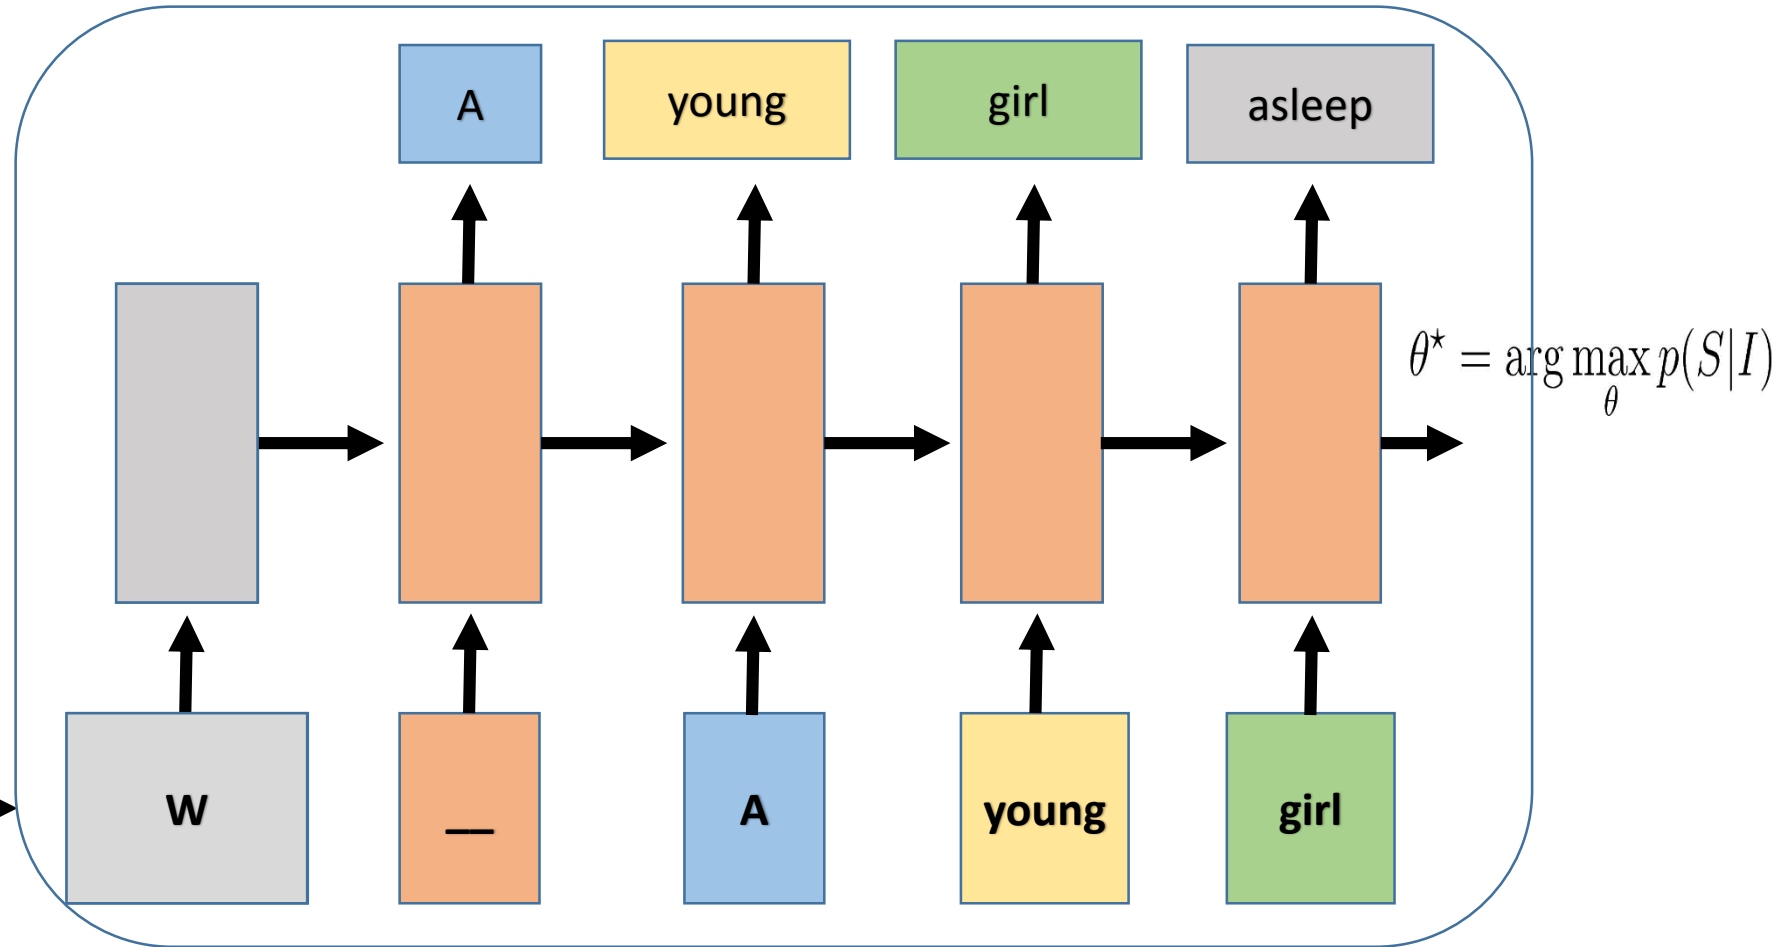 A
young
girl
asleep
θ* = arg max p(S|I)
θ
W
__
A
young
girl